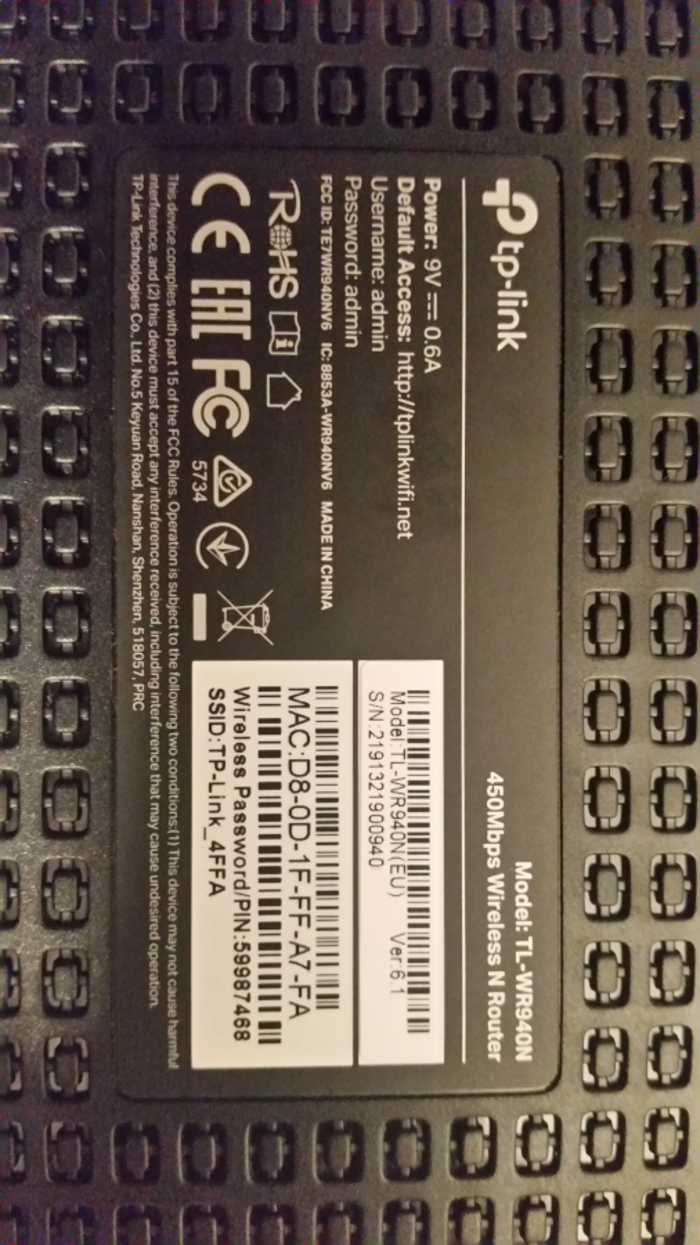 tp-link
Model: TL-WR940N
450Mbps Wireless N Router
Power: 9V ⎓ 0.6A
Default Access: http://tplinkwifi.net
Username: admin
Password: admin
FCC ID: TE7WR940NV6 IC: 8853A-WR940NV6 MADE IN CHINA
RoHS
CE EAC FC
5734
This device complies with part 15 of the FCC Rules. Operation is subject to the following two conditions:(1) This device may not cause harmful
interference, and (2) this device must accept any interference received, including interference that may cause undesired operation.
TP-Link Technologies Co., Ltd. No.5 Keyuan Road, Nanshan, Shenzhen, 518057, PRC
Model:TL-WR940N(EU) Ver:6.1
S/N:2191321900940
MAC:D8-0D-1F-FF-A7-FA
Wireless Password/PIN:59987468
SSID:TP-Link_4FFA